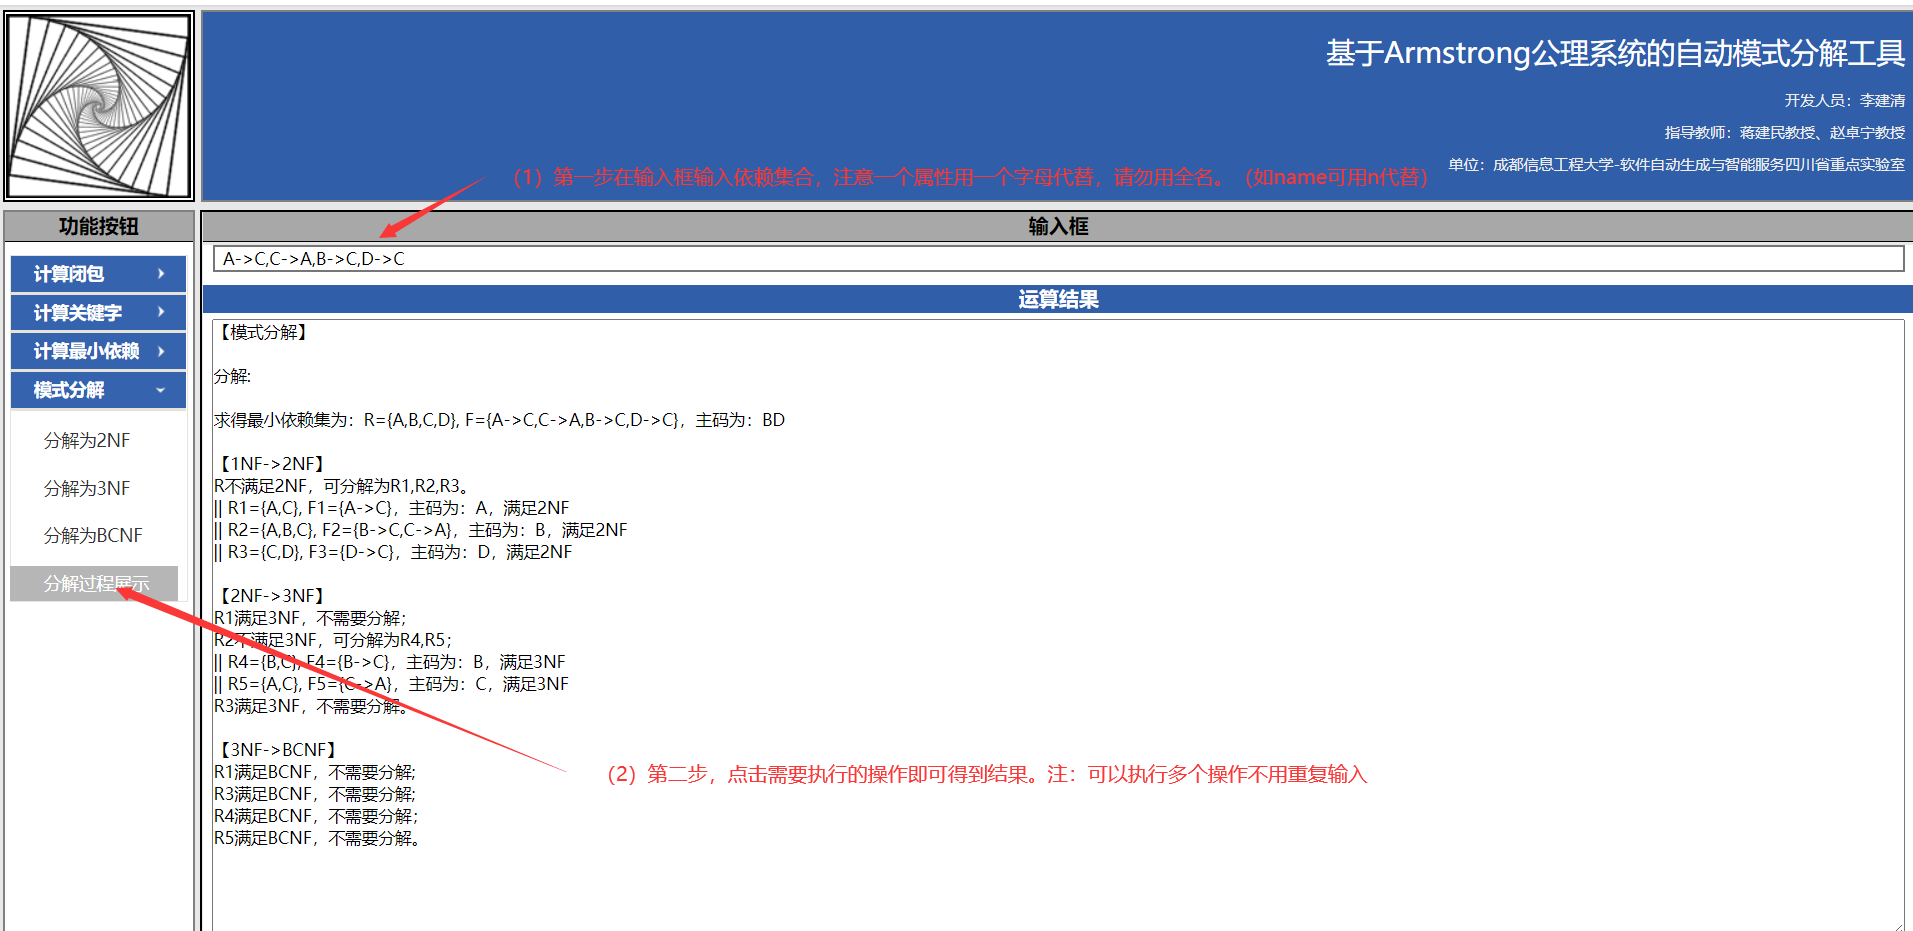 基于Armstrong公理系统的自动模式分解工具
开发人员：李建清
指导教师：蒋建民教授、赵卓宁教授
单位：成都信息工程大学-软件自动生成与智能服务四川省重点实验室
（1）第一步在输入框输入依赖集合，注意一个属性用一个字母代替，请勿用全名。（如name可用n代替）
功能按钮
计算闭包
计算关键字
计算最小依赖
模式分解
分解为2NF
分解为3NF
分解为BCNF
分解过程展示
输入框
A->C,C->A,B->C,D->C
运算结果
【模式分解】
分解:
求得最小依赖集为：R={A,B,C,D}, F={A->C,C->A,B->C,D->C}，主码为：BD
【1NF->2NF】
R不满足2NF，可分解为R1,R2,R3。
|| R1={A,C}, F1={A->C}，主码为：A，满足2NF
|| R2={A,B,C}, F2={B->C,C->A}，主码为：B，满足2NF
|| R3={C,D}, F3={D->C}，主码为：D，满足2NF
【2NF->3NF】
R1满足3NF，不需要分解；
R2不满足3NF，可分解为R4,R5；
|| R4={B,C}, F4={B->C}，主码为：B，满足3NF
|| R5={A,C}, F5={C->A}，主码为：C，满足3NF
R3满足3NF，不需要分解。
【3NF->BCNF】
R1满足BCNF，不需要分解;
R3满足BCNF，不需要分解;
R4满足BCNF，不需要分解；
R5满足BCNF，不需要分解。
（2）第二步，点击需要执行的操作即可得到结果。注：可以执行多个操作不用重复输入